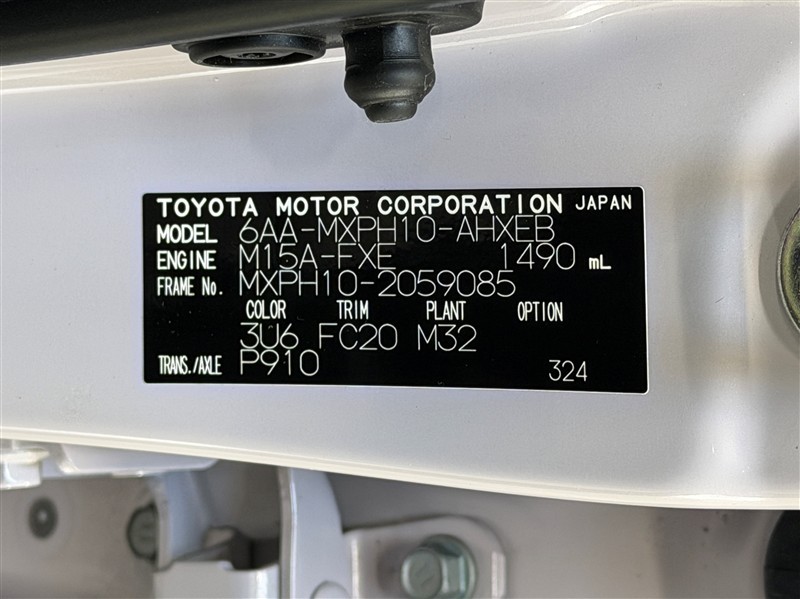 TOYOTA MOTOR CORPORATION JAPAN
MODEL 6AA-MXPH10-AHXEB
ENGINE M15A-FXE 1490 mL
FRAME No. MXPH10-2059085
COLOR TRIM PLANT OPTION
3U6 FC20 M32
TRANS./AXLE P910 324